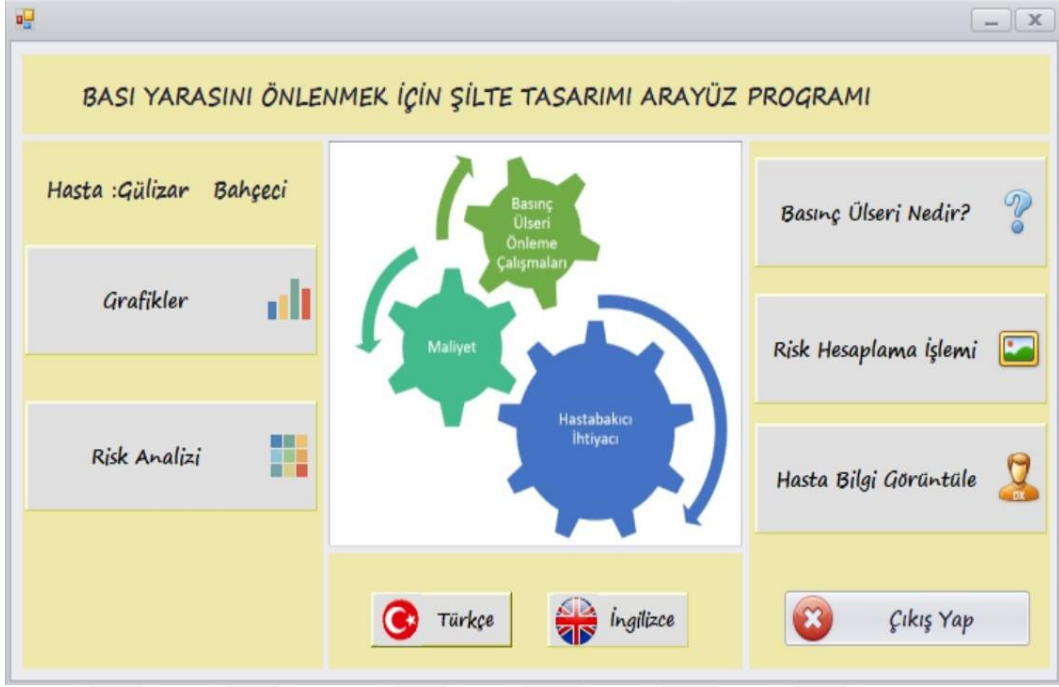 BASI YARASINI ÖNLENMEK İÇİN ŞİLTE TASARIMI ARAYÜZ PROGRAMI
Hasta :Gülizar Bahçeci
Grafikler
Risk Analizi
Basınç
Ülseri
Önleme
Çalışmaları
Maliyet
Hastabakıcı
İhtiyacı
Türkçe
İngilizce
Basınç Ülseri Nedir?
Risk Hesaplama İşlemi
Hasta Bilgi Görüntüle
DX
Çıkış Yap